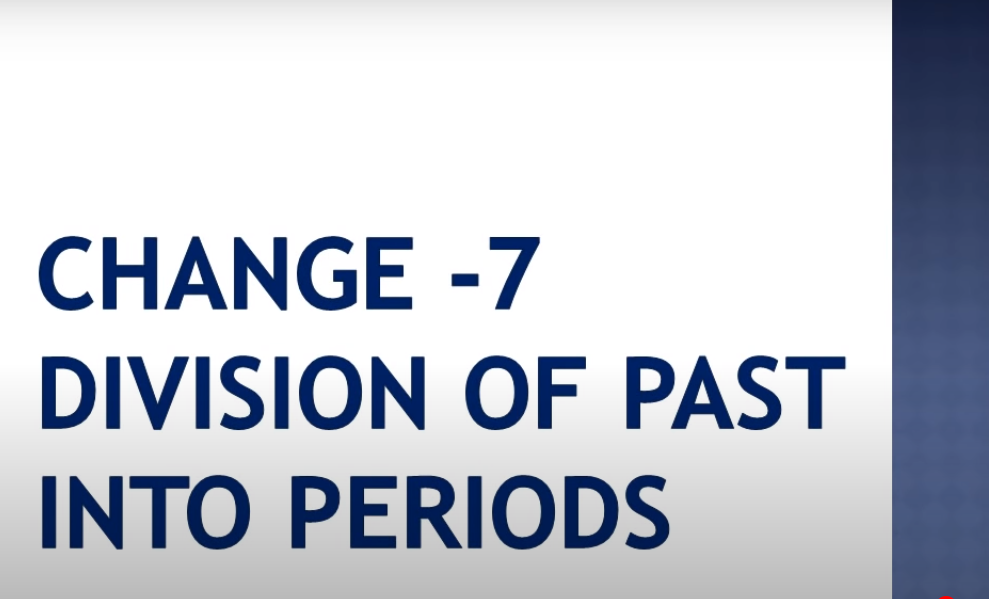 CHANGE -7
DIVISION OF PAST
INTO PERIODS